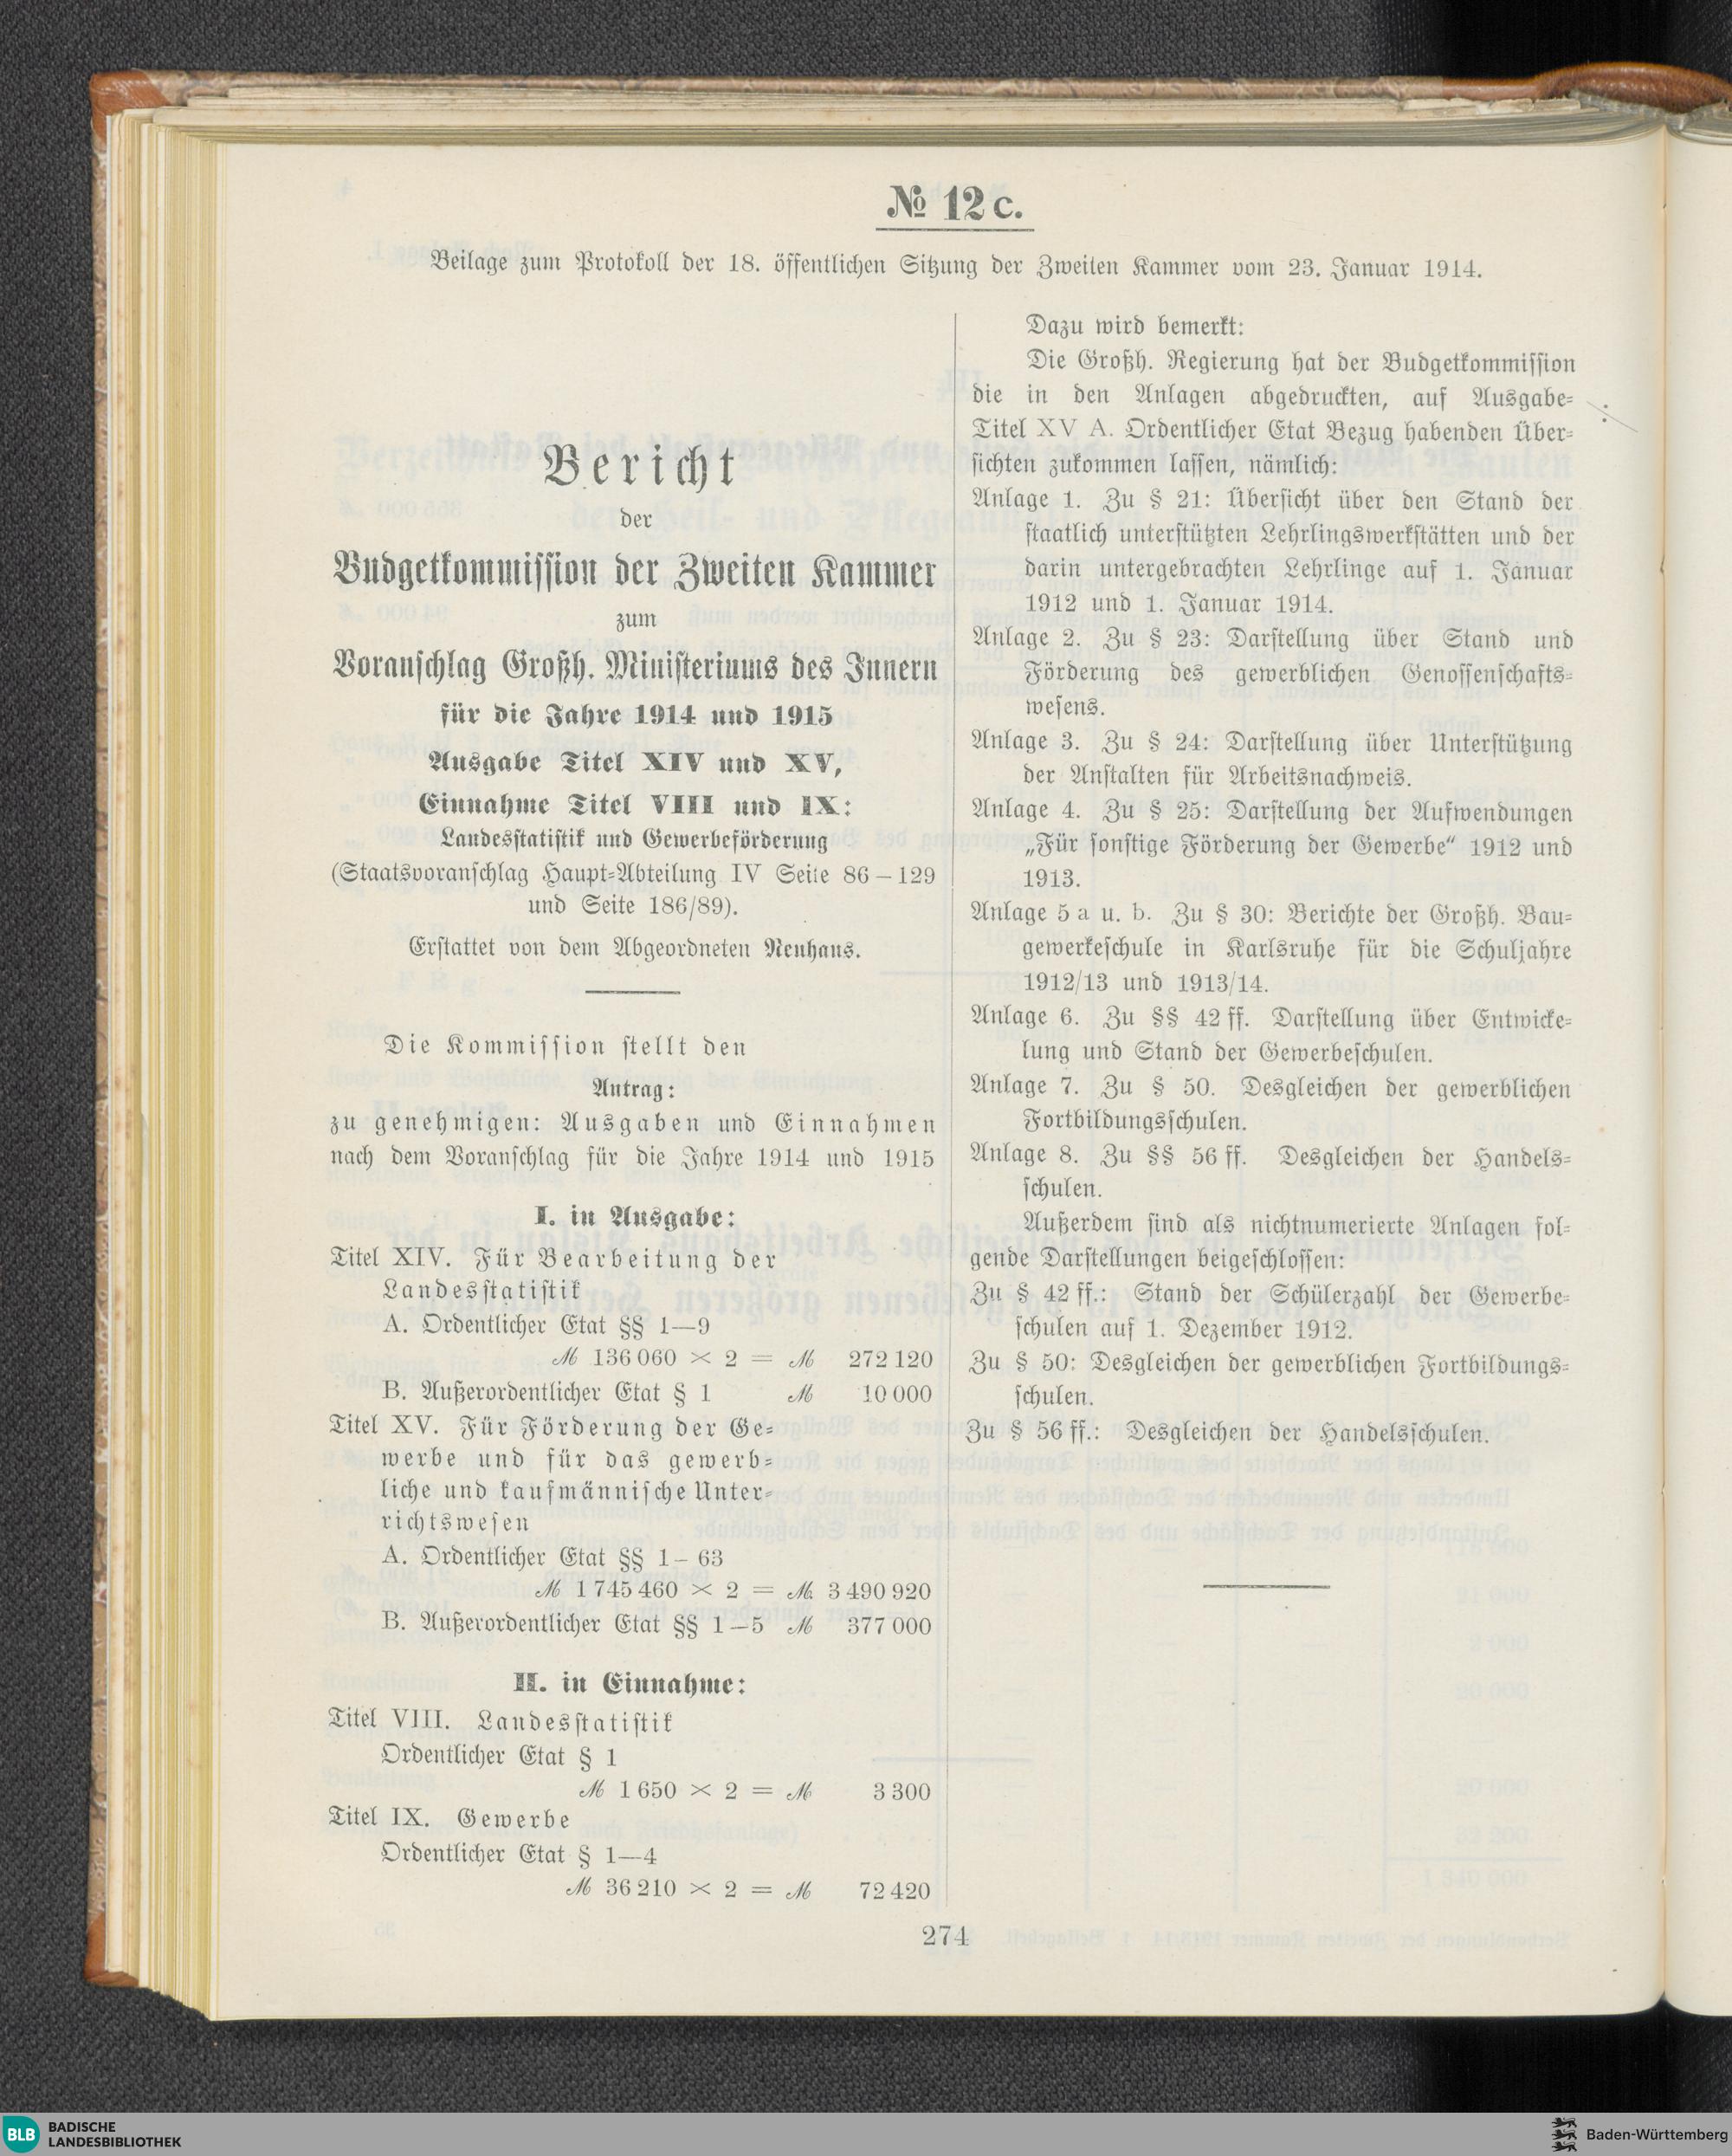 № 12 c.
Beilage zum Protokoll der 18. öffentlichen Sitzung der Zweiten Kammer vom 23. Januar 1914.
Bericht
der
Budgetkommission der Zweiten Kammer
zum
Voranschlag Großh. Ministeriums des Innern
für die Jahre 1914 und 1915
Ausgabe Titel XIV und XV,
Einnahme Titel VIII und IX:
Landesstatistik und Gewerbeförderung
(Staatsvoranschlag Haupt-Abteilung IV Seite 86–129
und Seite 186/89).
Erstattet von dem Abgeordneten Neuhaus.
Die Kommission stellt den
Antrag:
zu genehmigen: Ausgaben und Einnahmen
nach dem Voranschlag für die Jahre 1914 und 1915
I. in Ausgabe:
Titel XIV. Für Bearbeitung der
Landesstatistik
A. Ordentlicher Etat §§ 1—9
ℳ 136 060 × 2 = ℳ 272 120
B. Außerordentlicher Etat § 1 ℳ 10 000
Titel XV. Für Förderung der Ge-
werbe und für das gewerb-
liche und kaufmännische Unter-
richtswesen
A. Ordentlicher Etat §§ 1–63
ℳ 1 745 460 × 2 = ℳ 3 490 920
B. Außerordentlicher Etat §§ 1–5 ℳ 377 000
II. in Einnahme:
Titel VIII. Landesstatistik
Ordentlicher Etat § 1
ℳ 1 650 × 2 = ℳ 3 300
Titel IX. Gewerbe
Ordentlicher Etat § 1—4
ℳ 36 210 × 2 = ℳ 72 420
Dazu wird bemerkt:
Die Großh. Regierung hat der Budgetkommission
die in den Anlagen abgedruckten, auf Ausgabe-
Titel XV A. Ordentlicher Etat Bezug habenden Über-
sichten zukommen lassen, nämlich:
Anlage 1. Zu § 21: Übersicht über den Stand der
staatlich unterstützten Lehrlingswerkstätten und der
darin untergebrachten Lehrlinge auf 1. Januar
1912 und 1. Januar 1914.
Anlage 2. Zu § 23: Darstellung über Stand und
Förderung des gewerblichen Genossenschafts-
wesens.
Anlage 3. Zu § 24: Darstellung über Unterstützung
der Anstalten für Arbeitsnachweis.
Anlage 4. Zu § 25: Darstellung der Aufwendungen
„Für sonstige Förderung der Gewerbe“ 1912 und
1913.
Anlage 5 a u. b. Zu § 30: Berichte der Großh. Bau-
gewerkeschule in Karlsruhe für die Schuljahre
1912/13 und 1913/14.
Anlage 6. Zu §§ 42 ff. Darstellung über Entwicke-
lung und Stand der Gewerbeschulen.
Anlage 7. Zu § 50. Desgleichen der gewerblichen
Fortbildungsschulen.
Anlage 8. Zu §§ 56 ff. Desgleichen der Handels-
schulen.
Außerdem sind als nichtnumerierte Anlagen fol-
gende Darstellungen beigeschlossen:
Zu § 42 ff.: Stand der Schülerzahl der Gewerbe-
schulen auf 1. Dezember 1912.
Zu § 50: Desgleichen der gewerblichen Fortbildungs-
schulen.
Zu § 56 ff.: Desgleichen der Handelsschulen.
274
BLB BADISCHE
LANDESBIBLIOTHEK
Baden-Württemberg